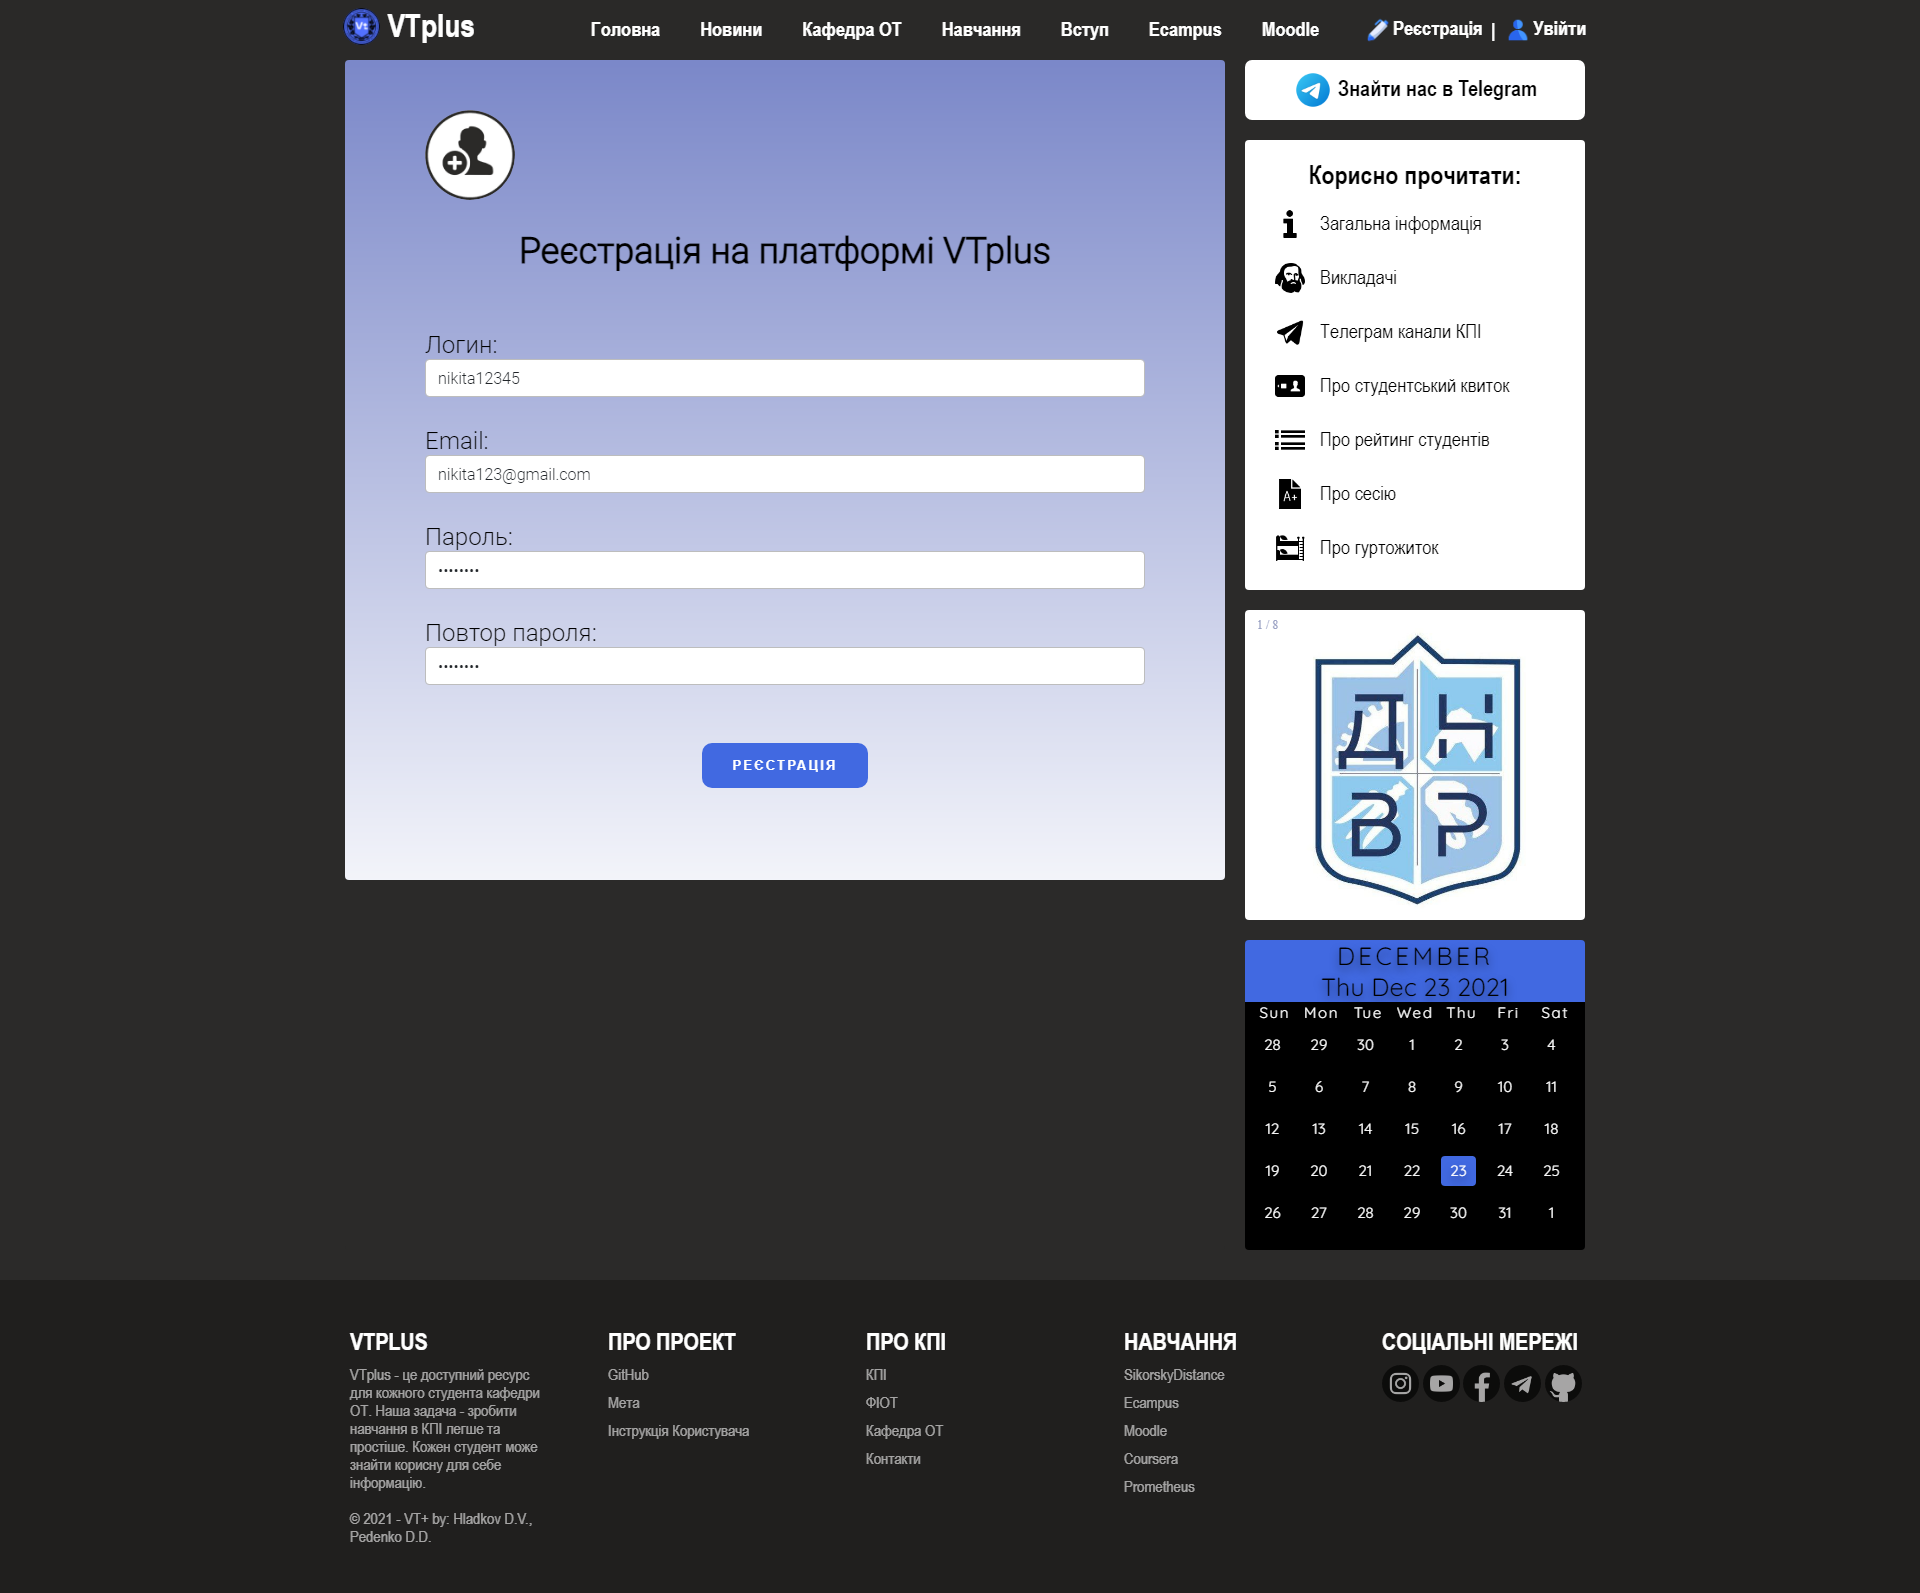 VTplus
Головна Новини Кафедра ОТ Навчання Вступ Ecampus Moodle Реєстрація | Увійти
Реєстрація на платформі VTplus
Логин:
nikita12345
Email:
nikita123@gmail.com
Пароль:
••••••••
Повтор пароля:
••••••••
РЕЄСТРАЦІЯ
Знайти нас в Telegram
Корисно прочитати:
Загальна інформація
Викладачі
Телеграм канали КПІ
Про студентський квиток
Про рейтинг студентів
A+ Про сесію
Про гуртожиток
1 / 8
Д Н
В Р
DECEMBER
Thu Dec 23 2021
Sun Mon Tue Wed Thu Fri Sat
28 29 30 1 2 3 4
5 6 7 8 9 10 11
12 13 14 15 16 17 18
19 20 21 22 23 24 25
26 27 28 29 30 31 1
VTPLUS
VTplus - це доступний ресурс
для кожного студента кафедри
ОТ. Наша задача - зробити
навчання в КПІ легше та
простіше. Кожен студент може
знайти корисну для себе
інформацію.
© 2021 - VT+ by: Hladkov D.V.,
Pedenko D.D.
ПРО ПРОЕКТ
GitHub
Мета
Інструкція Користувача
ПРО КПІ
КПІ
ФІОТ
Кафедра ОТ
Контакти
НАВЧАННЯ
SikorskyDistance
Ecampus
Moodle
Coursera
Prometheus
СОЦІАЛЬНІ МЕРЕЖІ